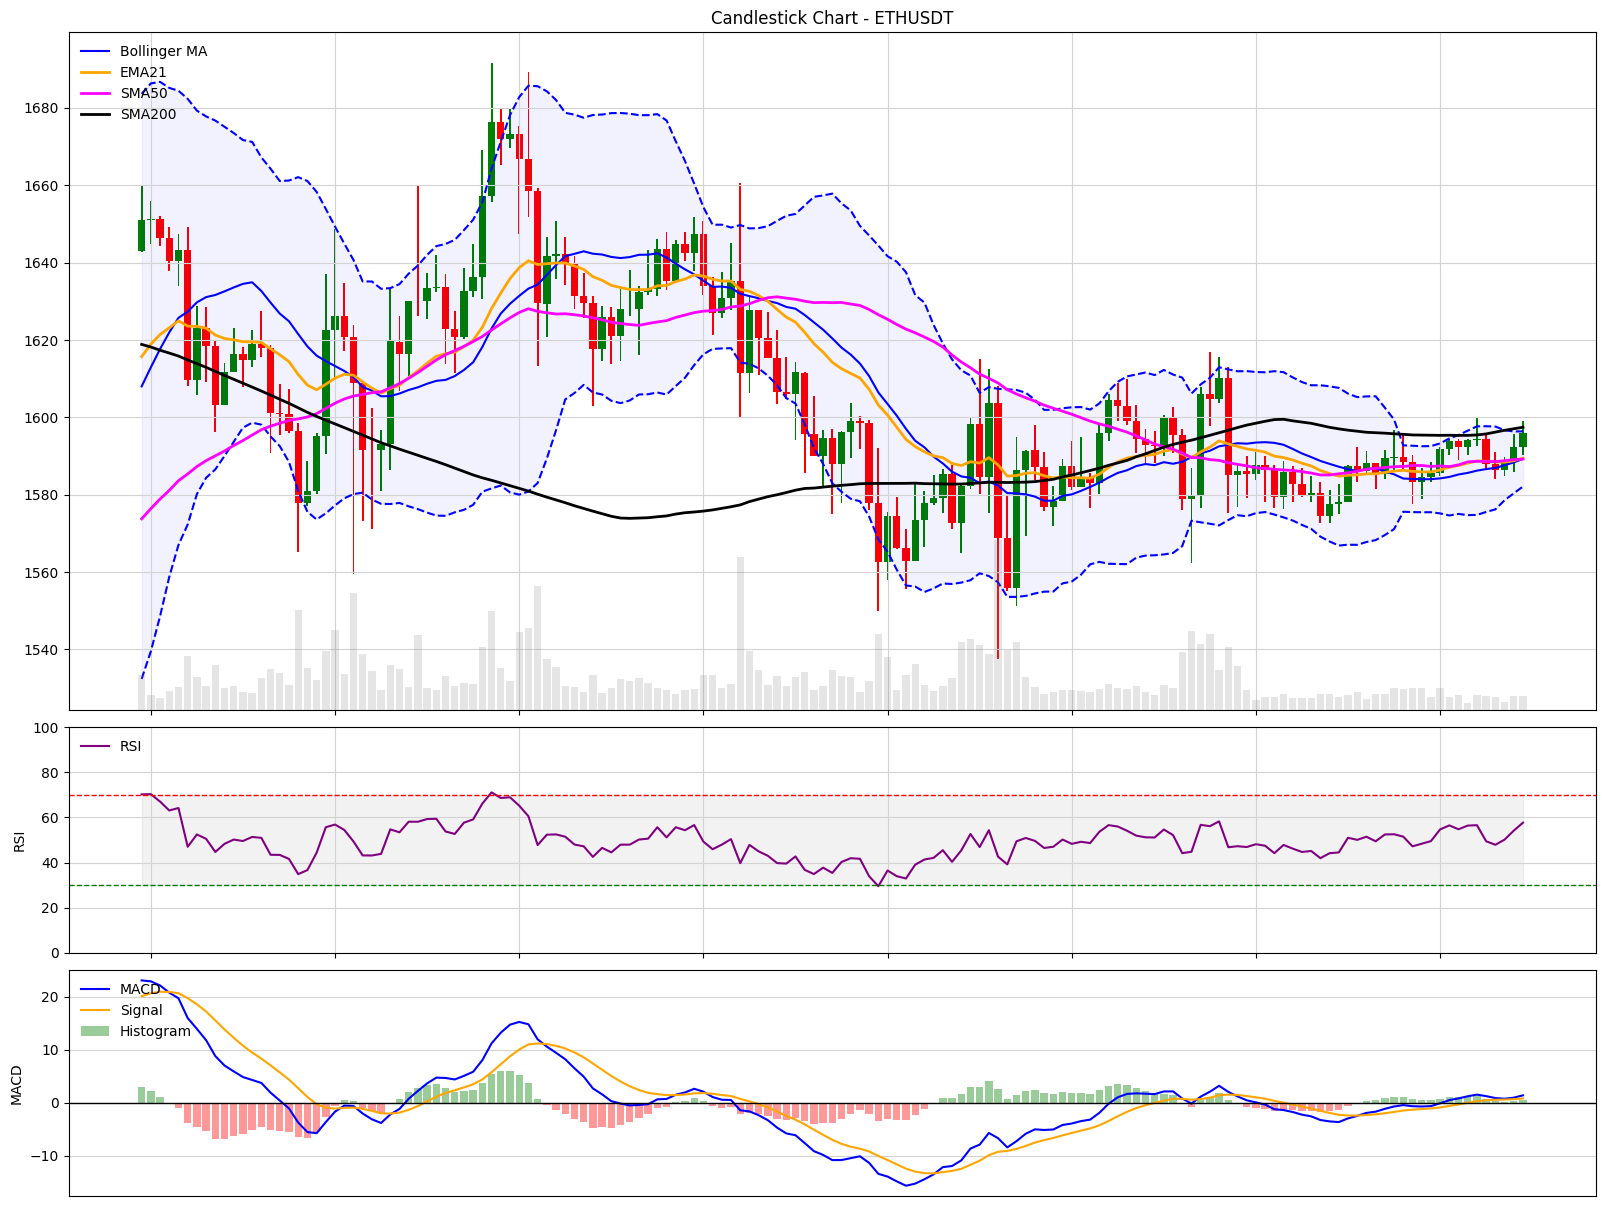 Candlestick Chart - ETHUSDT
Bollinger MA
EMA21
SMA50
SMA200
1680
1660
1640
1620
1600
1580
1560
1540
RSI
RSI
100
80
60
40
20
0
MACD
MACD
Signal
Histogram
20
10
0
−10